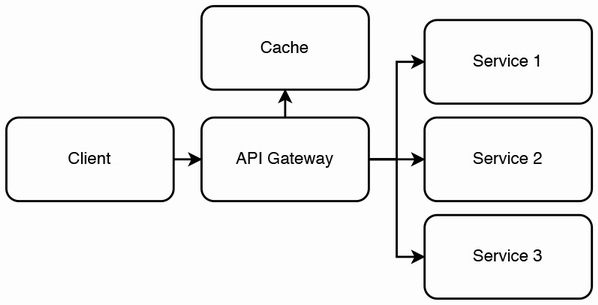 Cache
Service 1
Client
API Gateway
Service 2
Service 3